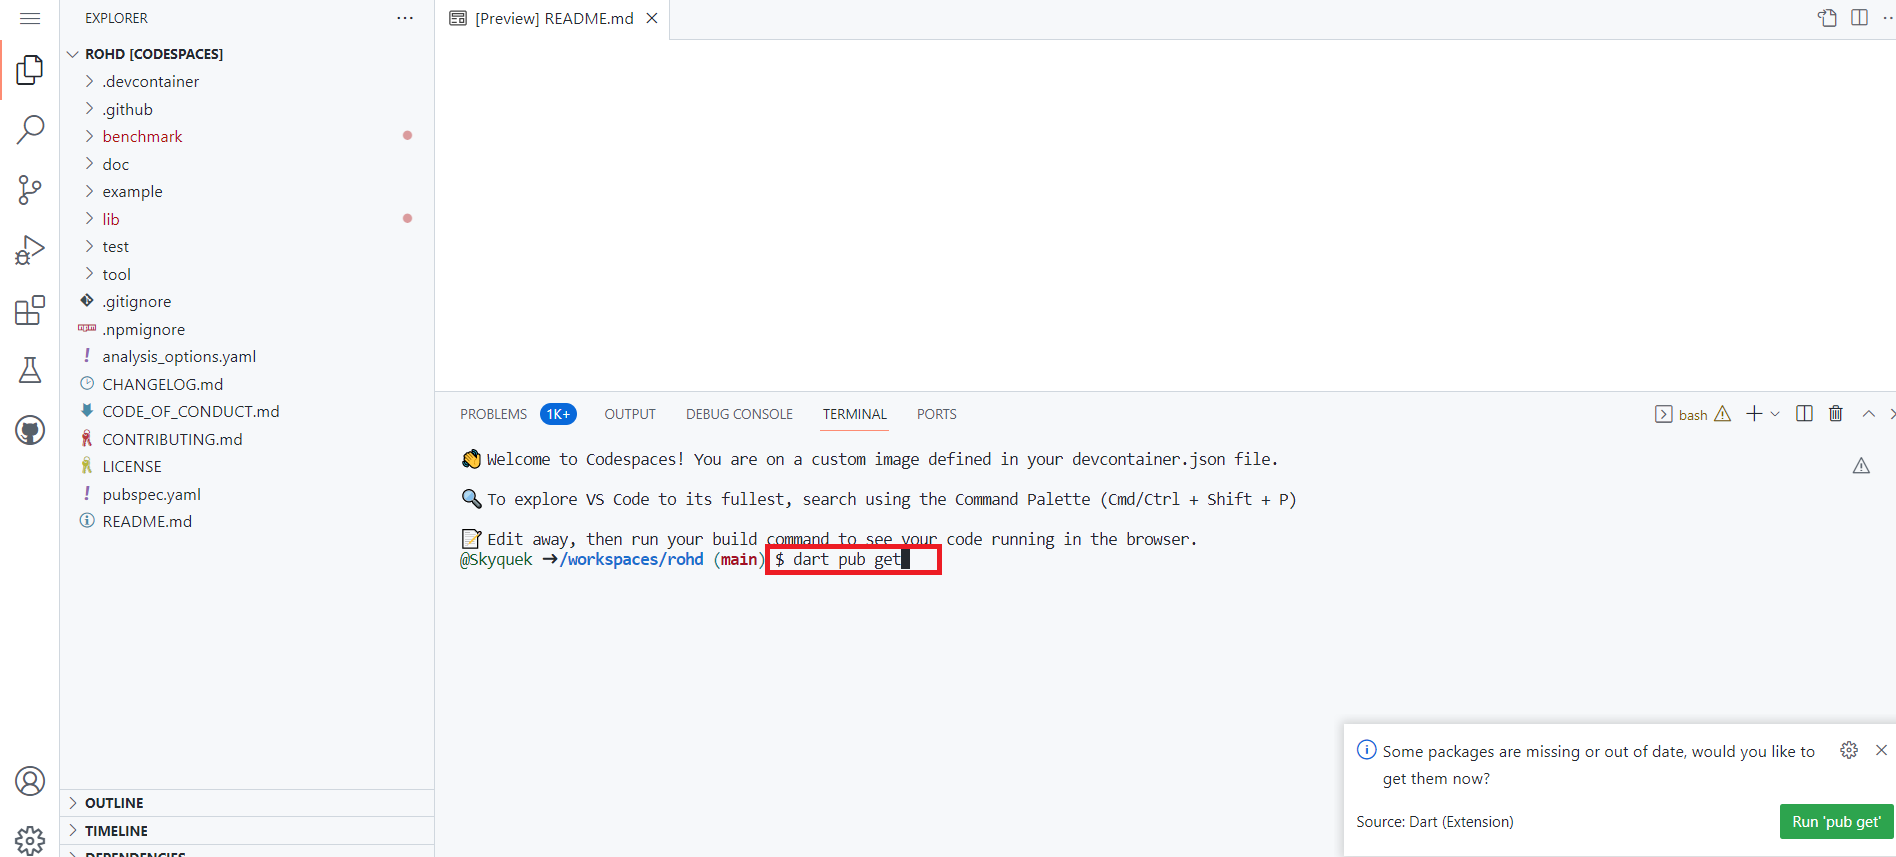 EXPLORER
[Preview] README.md
ROHD [CODESPACES]
.devcontainer
.github
benchmark
doc
example
lib
test
tool
.gitignore
.npmignore
analysis_options.yaml
CHANGELOG.md
CODE_OF_CONDUCT.md
CONTRIBUTING.md
LICENSE
pubspec.yaml
README.md
OUTLINE
TIMELINE
DEPENDENCIES
PROBLEMS 1K+ OUTPUT DEBUG CONSOLE TERMINAL PORTS bash
👋 Welcome to Codespaces! You are on a custom image defined in your devcontainer.json file.
🔍 To explore VS Code to its fullest, search using the Command Palette (Cmd/Ctrl + Shift + P)
📝 Edit away, then run your build command to see your code running in the browser.
@Skyquek ➜/workspaces/rohd (main) $ dart pub get
Some packages are missing or out of date, would you like to
get them now?
Source: Dart (Extension)
Run 'pub get'